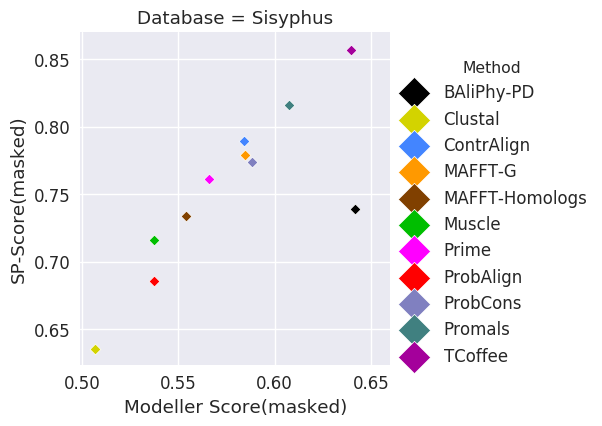 Database = Sisyphus
SP-Score(masked)
0.85
0.80
0.75
0.70
0.65
0.50 0.55 0.60 0.65
Modeller Score(masked)
Method
BAliPhy-PD
Clustal
ContrAlign
MAFFT-G
MAFFT-Homologs
Muscle
Prime
ProbAlign
ProbCons
Promals
TCoffee